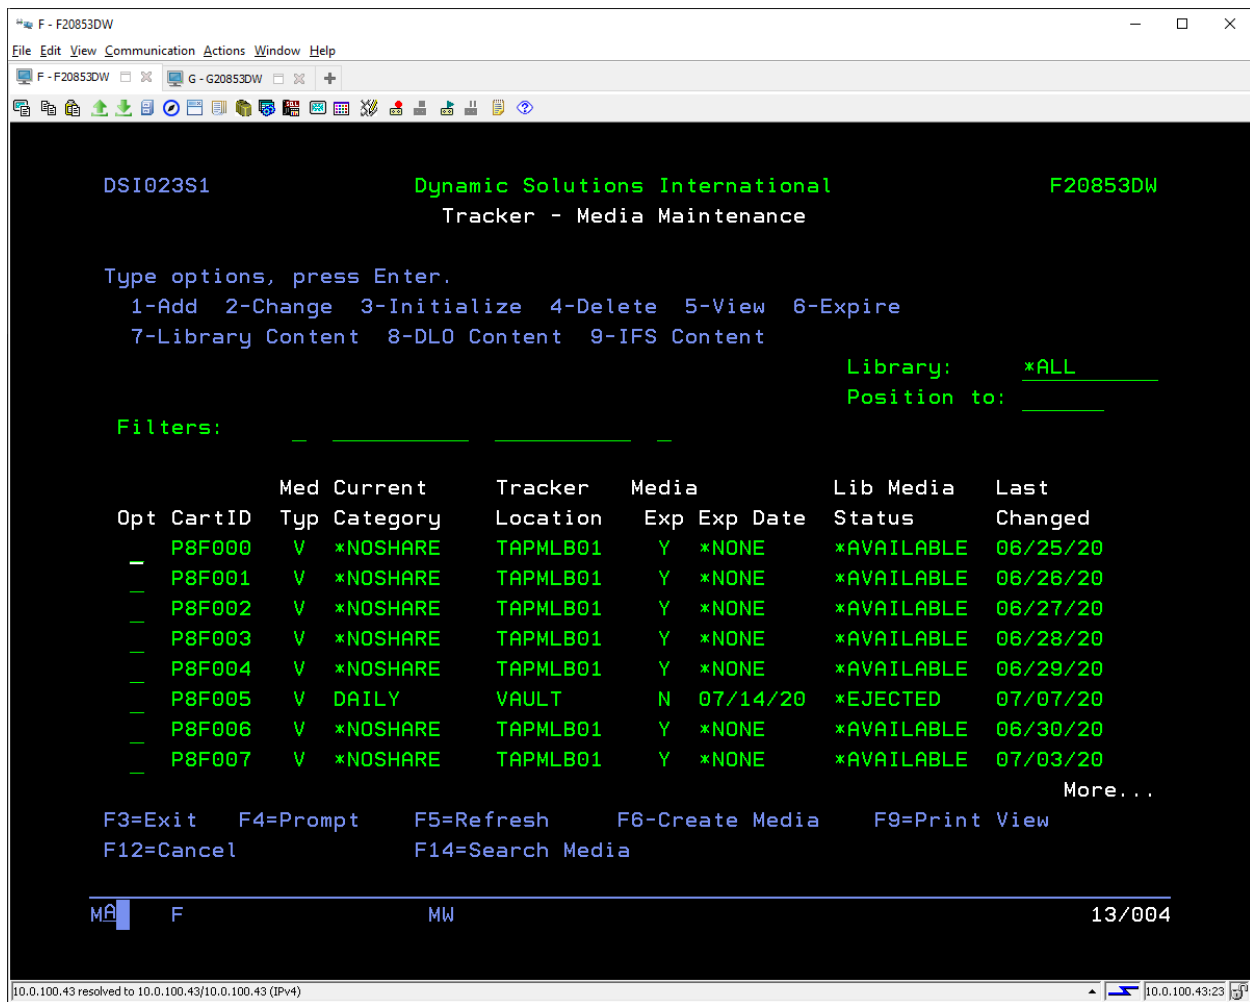 F - F20853DW
File Edit View Communication Actions Window Help
F - F20853DW G - G20853DW
DSI023S1 Dynamic Solutions International F20853DW
Tracker - Media Maintenance
Type options, press Enter.
1-Add 2-Change 3-Initialize 4-Delete 5-View 6-Expire
7-Library Content 8-DLO Content 9-IFS Content
Library: *ALL
Position to:
Filters:
Med Current Tracker Media Lib Media Last
Opt CartID Typ Category Location Exp Exp Date Status Changed
P8F000 V *NOSHARE TAPMLB01 Y *NONE *AVAILABLE 06/25/20
P8F001 V *NOSHARE TAPMLB01 Y *NONE *AVAILABLE 06/26/20
P8F002 V *NOSHARE TAPMLB01 Y *NONE *AVAILABLE 06/27/20
P8F003 V *NOSHARE TAPMLB01 Y *NONE *AVAILABLE 06/28/20
P8F004 V *NOSHARE TAPMLB01 Y *NONE *AVAILABLE 06/29/20
P8F005 V DAILY VAULT N 07/14/20 *EJECTED 07/07/20
P8F006 V *NOSHARE TAPMLB01 Y *NONE *AVAILABLE 06/30/20
P8F007 V *NOSHARE TAPMLB01 Y *NONE *AVAILABLE 07/03/20
More...
F3=Exit F4=Prompt F5=Refresh F6-Create Media F9=Print View
F12=Cancel F14=Search Media
MA F MW 13/004
10.0.100.43 resolved to 10.0.100.43/10.0.100.43 (IPv4) 10.0.100.43:23